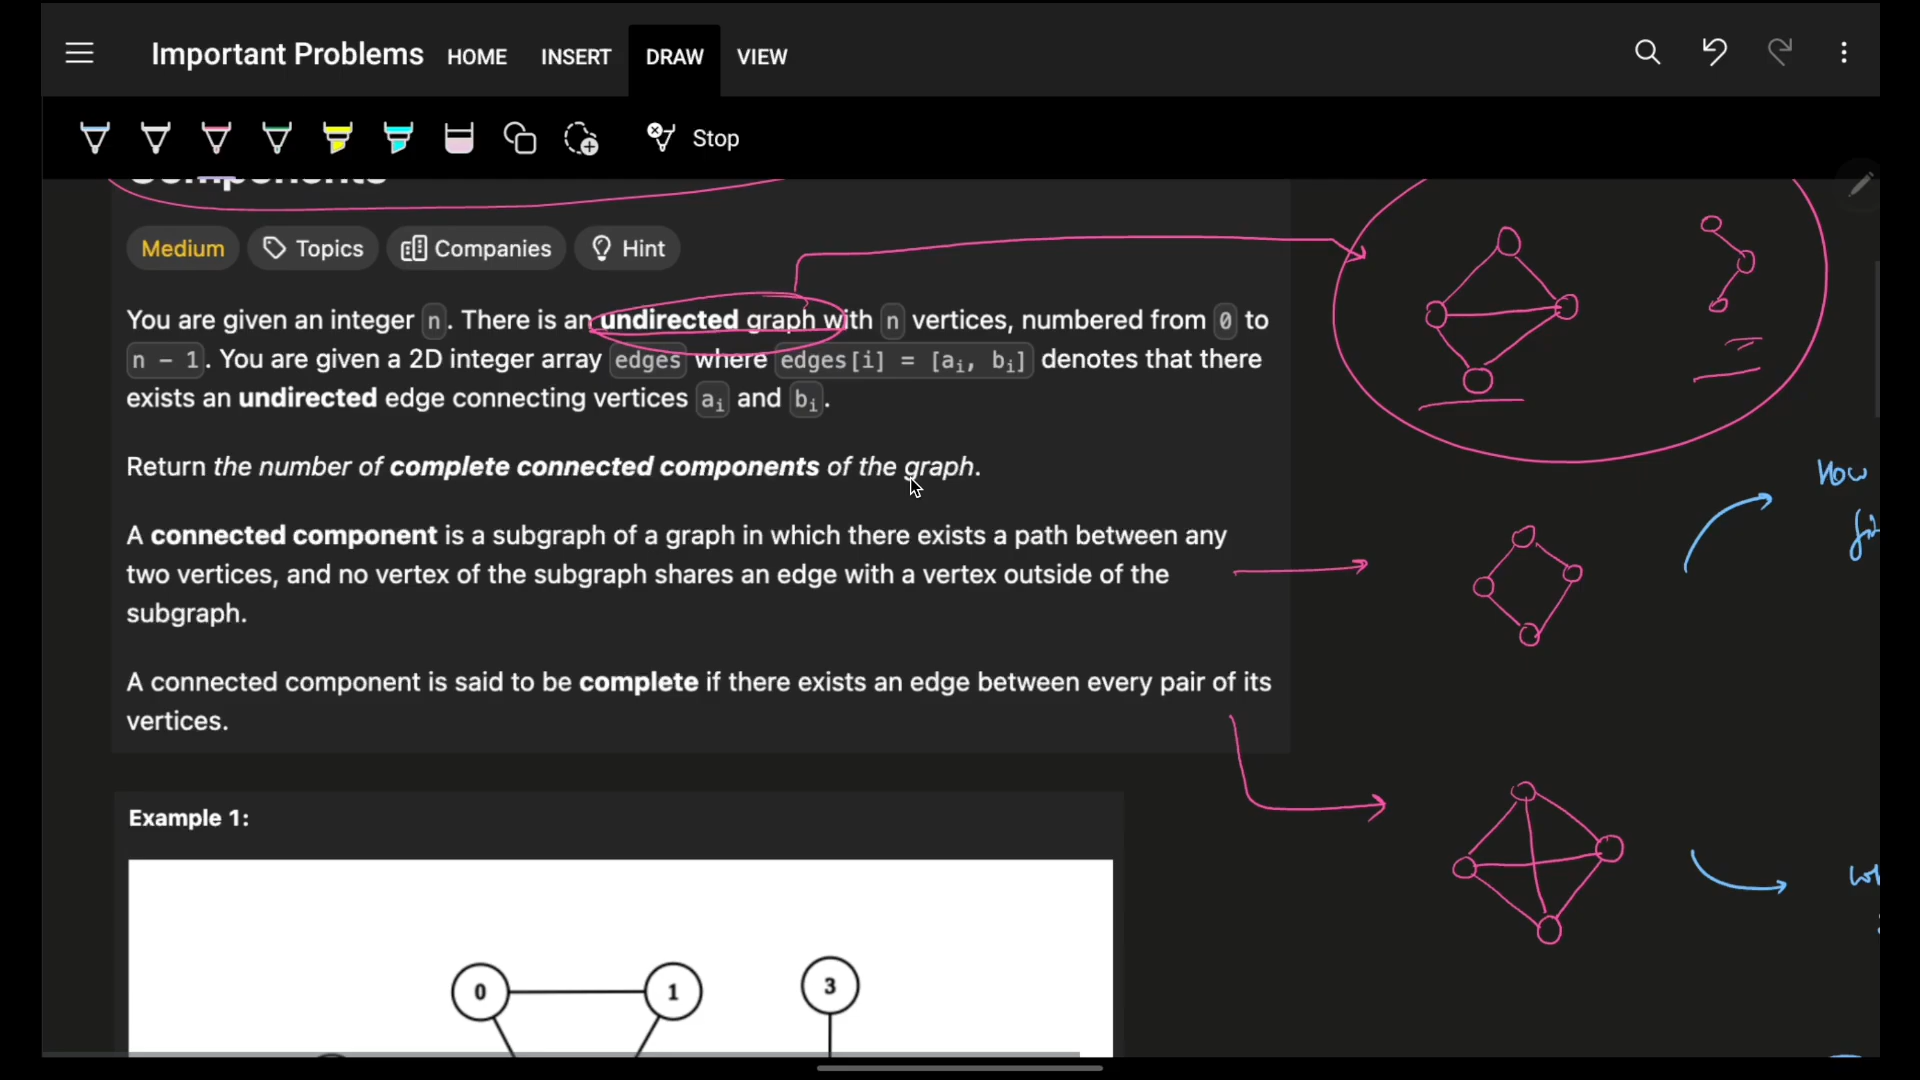 Important Problems HOME INSERT DRAW VIEW
Stop
Components
Medium Topics Companies Hint
You are given an integer n. There is an undirected graph with n vertices, numbered from 0 to
n - 1. You are given a 2D integer array edges where edges[i] = [aᵢ, bᵢ] denotes that there
exists an undirected edge connecting vertices aᵢ and bᵢ.
Return the number of complete connected components of the graph.
How
A connected component is a subgraph of a graph in which there exists a path between any
two vertices, and no vertex of the subgraph shares an edge with a vertex outside of the
subgraph.
A connected component is said to be complete if there exists an edge between every pair of its
vertices.
Example 1:
0 1 3